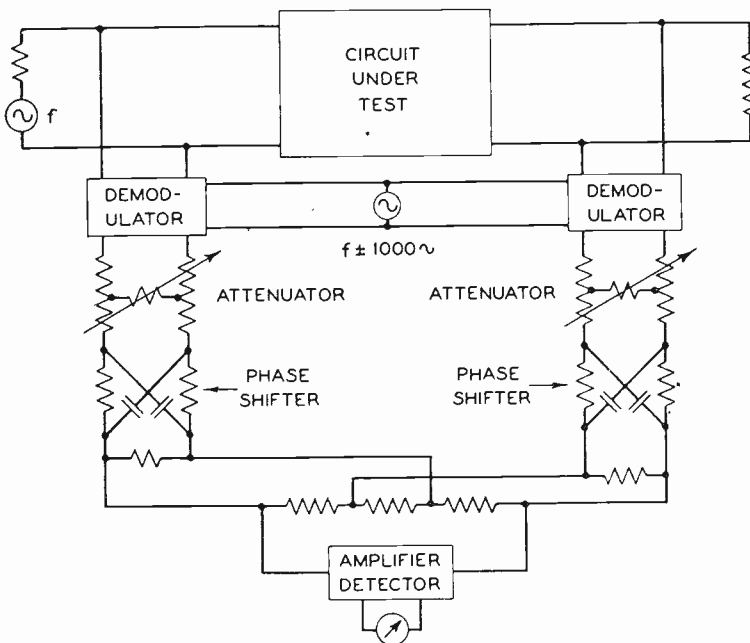 CIRCUIT
UNDER
TEST
f
DEMOD-
ULATOR
DEMOD-
ULATOR
f ± 1000 ~
ATTENUATOR
ATTENUATOR
PHASE
SHIFTER
PHASE
SHIFTER
AMPLIFIER
DETECTOR